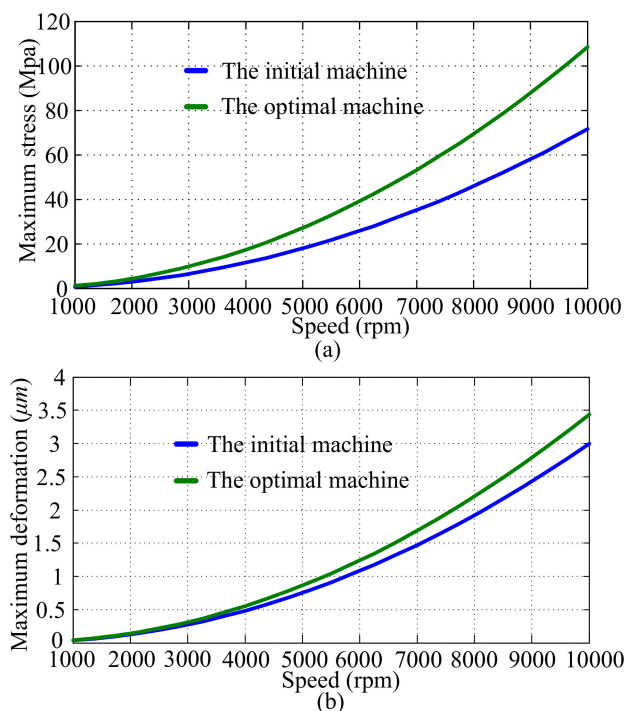 120
100
80
60
40
20
0
Maximum stress (Mpa)
The initial machine
The optimal machine
1000 2000 3000 4000 5000 6000 7000 8000 9000 10000
Speed (rpm)
(a)
4
3.5
3
2.5
2
1.5
1
0.5
0
Maximum deformation (μm)
The initial machine
The optimal machine
1000 2000 3000 4000 5000 6000 7000 8000 9000 10000
Speed (rpm)
(b)